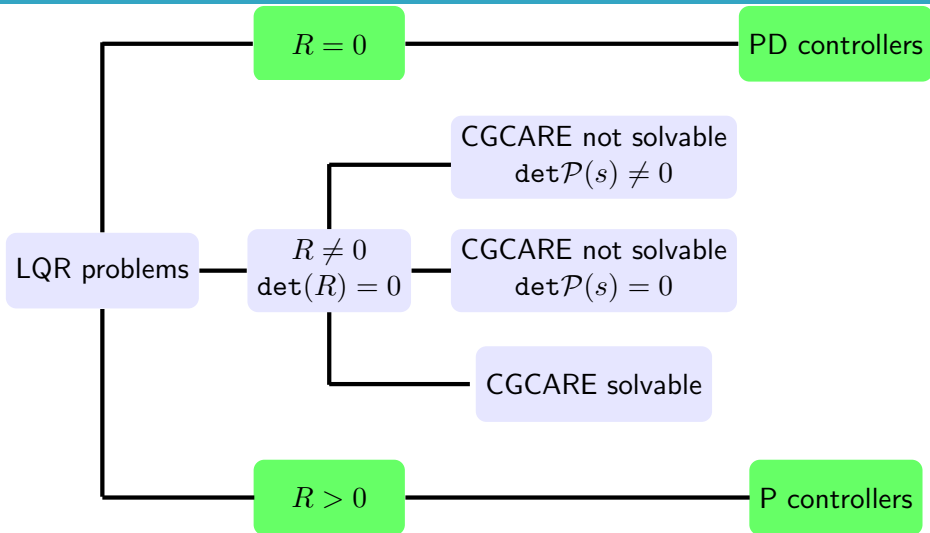 R = 0
PD controllers
CGCARE not solvable
det𝒫(s) ≠ 0
LQR problems
R ≠ 0
det(R) = 0
CGCARE not solvable
det𝒫(s) = 0
CGCARE solvable
R > 0
P controllers